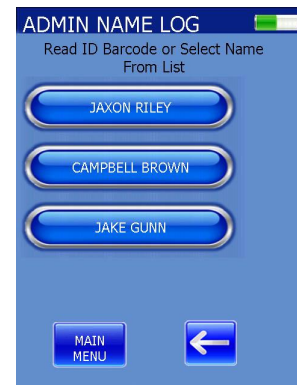 ADMIN NAME LOG
Read ID Barcode or Select Name
From List
JAXON RILEY
CAMPBELL BROWN
JAKE GUNN
MAIN
MENU